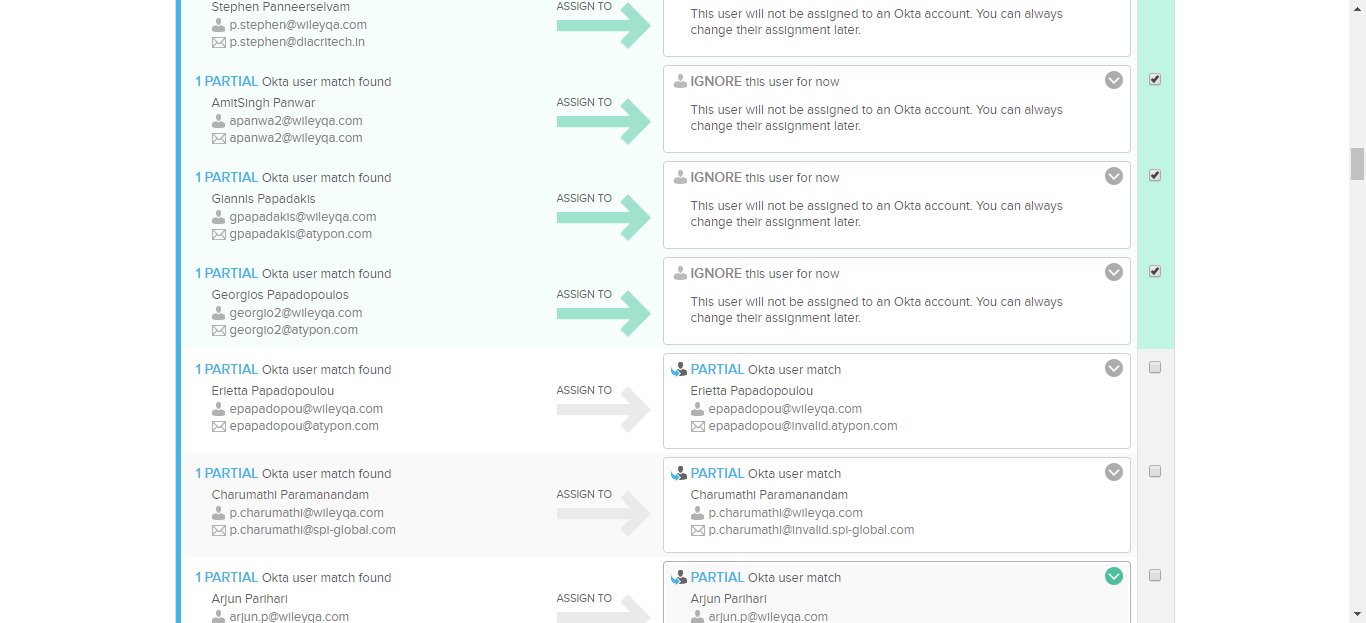 Stephen Panneerselvam
p.stephen@wileyqa.com
p.stephen@diacritech.in
ASSIGN TO
This user will not be assigned to an Okta account. You can always
change their assignment later.
1 PARTIAL Okta user match found
AmitSingh Panwar
apanwa2@wileyqa.com
apanwa2@wileyqa.com
ASSIGN TO
IGNORE this user for now
This user will not be assigned to an Okta account. You can always
change their assignment later.
1 PARTIAL Okta user match found
Giannis Papadakis
gpapadakis@wileyqa.com
gpapadakis@atypon.com
ASSIGN TO
IGNORE this user for now
This user will not be assigned to an Okta account. You can always
change their assignment later.
1 PARTIAL Okta user match found
Georgios Papadopoulos
georgio2@wileyqa.com
georgio2@atypon.com
ASSIGN TO
IGNORE this user for now
This user will not be assigned to an Okta account. You can always
change their assignment later.
1 PARTIAL Okta user match found
Erietta Papadopoulou
epapadopou@wileyqa.com
epapadopou@atypon.com
ASSIGN TO
PARTIAL Okta user match
Erietta Papadopoulou
epapadopou@wileyqa.com
epapadopou@invalid.atypon.com
1 PARTIAL Okta user match found
Charumathi Paramanandam
p.charumathi@wileyqa.com
p.charumathi@spi-global.com
ASSIGN TO
PARTIAL Okta user match
Charumathi Paramanandam
p.charumathi@wileyqa.com
p.charumathi@invalid.spi-global.com
1 PARTIAL Okta user match found
Arjun Parihari
arjun.p@wileyqa.com
ASSIGN TO
PARTIAL Okta user match
Arjun Parihari
arjun.p@wileyqa.com